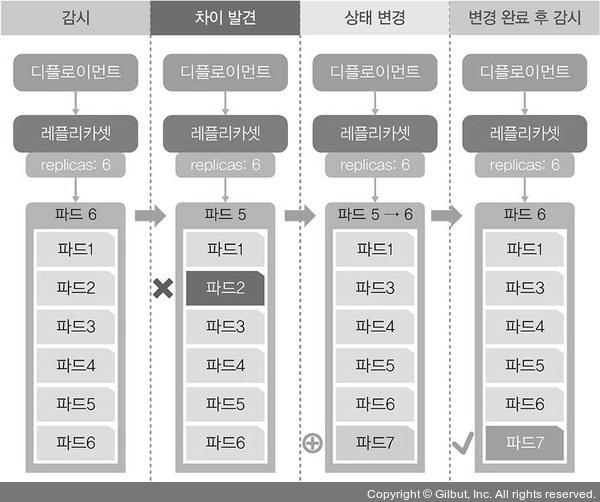 감시
차이 발견
상태 변경
변경 완료 후 감시
디플로이먼트
디플로이먼트
디플로이먼트
디플로이먼트
레플리카셋
레플리카셋
레플리카셋
레플리카셋
replicas: 6
replicas: 6
replicas: 6
replicas: 6
파드 6
파드 5
파드 5 → 6
파드 6
파드1
파드1
파드1
파드1
파드2
파드2
파드3
파드3
파드3
파드3
파드4
파드4
파드4
파드4
파드5
파드5
파드5
파드5
파드6
파드6
파드6
파드6
파드7
파드7
Copyright © Gilbut, Inc. All rights reserved.